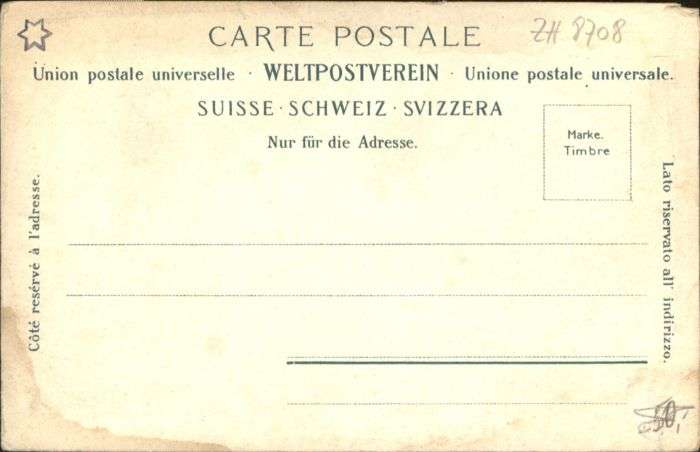 CARTE POSTALE
ZH 8708
Union postale universelle · WELTPOSTVEREIN · Unione postale universale.
SUISSE · SCHWEIZ · SVIZZERA
Nur für die Adresse.
Marke.
Timbre
Côté resérvé à l'adresse.
Lato riservato all' indirizzo.